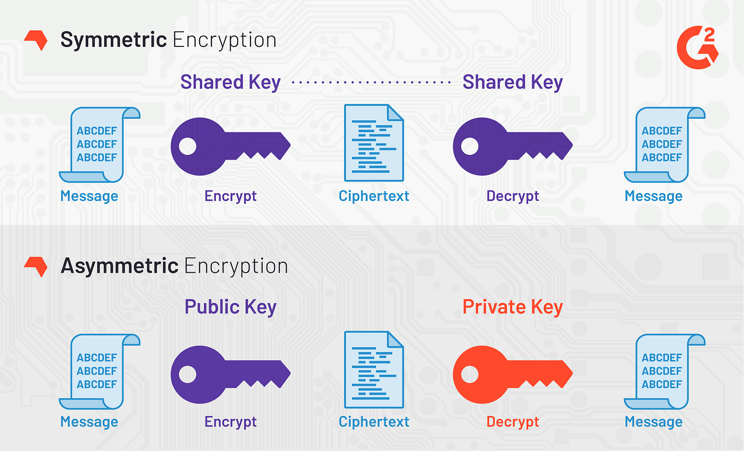 Symmetric Encryption
G2
Shared Key Shared Key
ABCDEF
ABCDEF
ABCDEF
ABCDEF
ABCDEF
ABCDEF
Message Encrypt Ciphertext Decrypt Message
Asymmetric Encryption
Public Key Private Key
ABCDEF
ABCDEF
ABCDEF
ABCDEF
ABCDEF
ABCDEF
Message Encrypt Ciphertext Decrypt Message